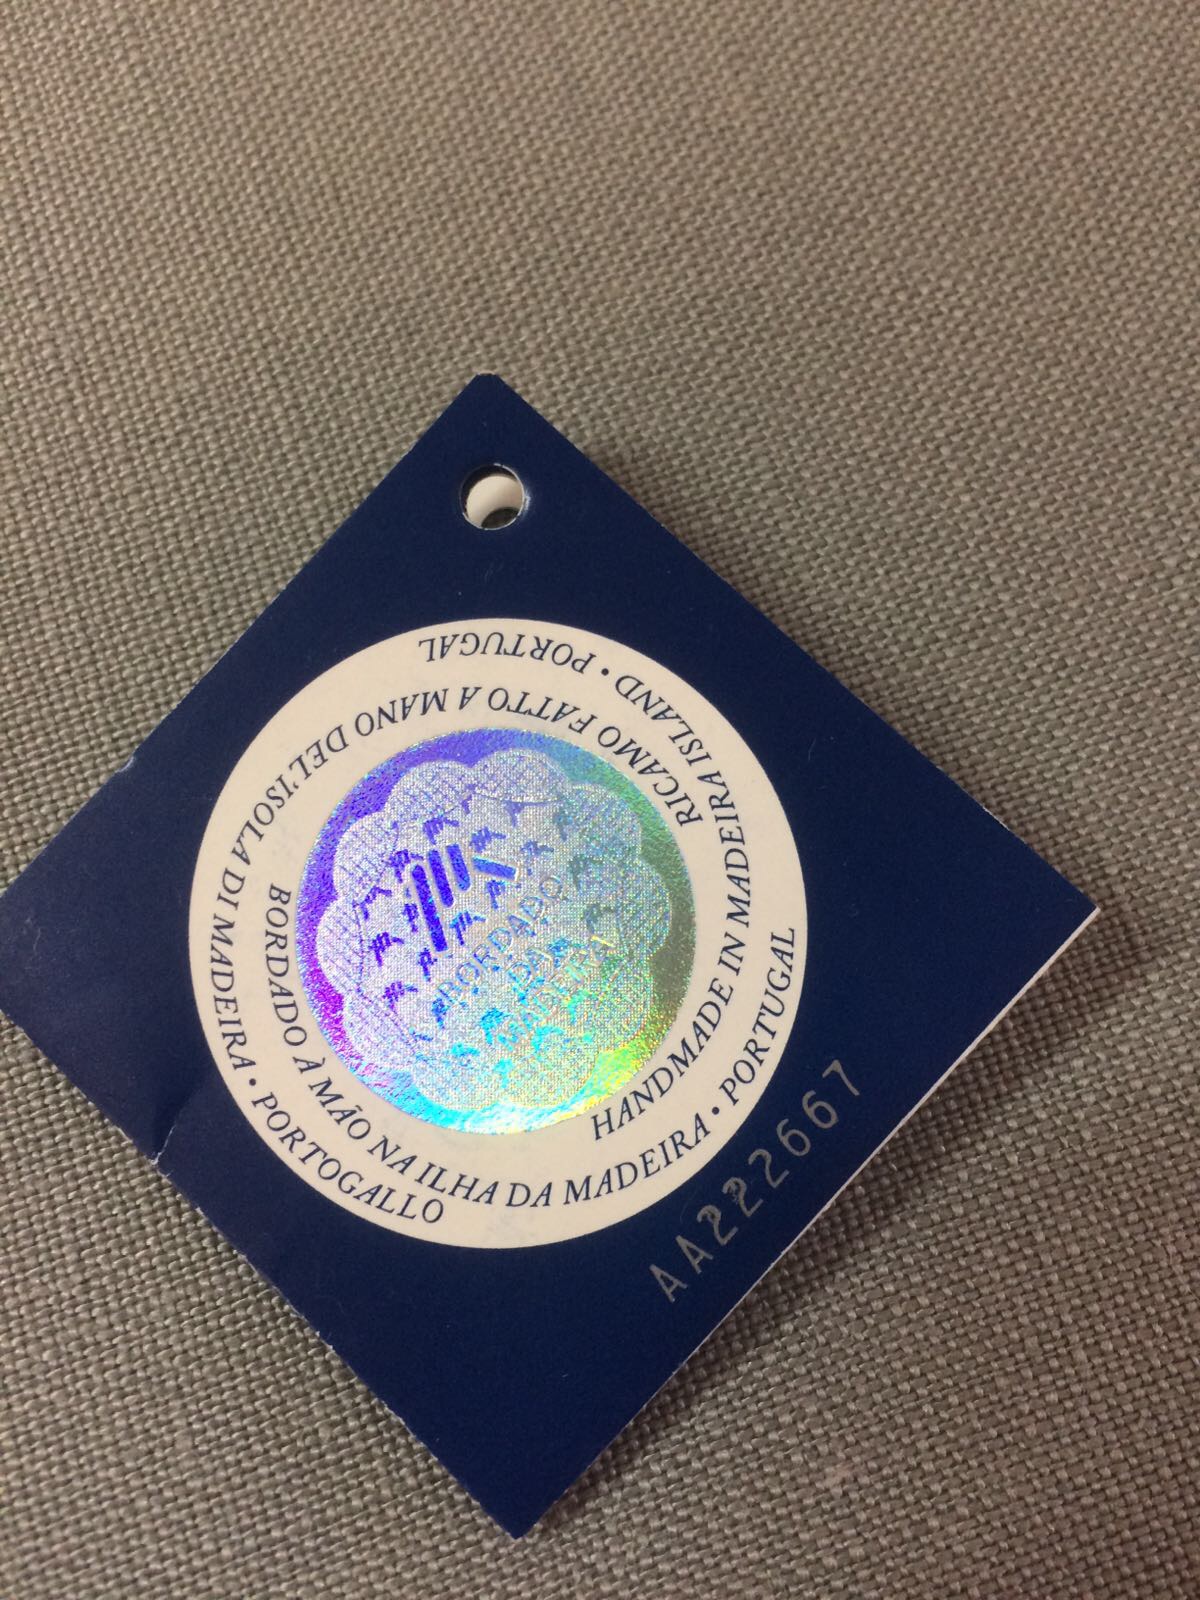 BORDADO À MÃO NA ILHA DA MADEIRA • PORTUGAL
HANDMADE IN MADEIRA ISLAND • PORTUGAL
RICAMO FATTO A MANO DEL'ISOLA DI MADEIRA • PORTOGALLO
BORDADO
DA
MADEIRA
AA222667